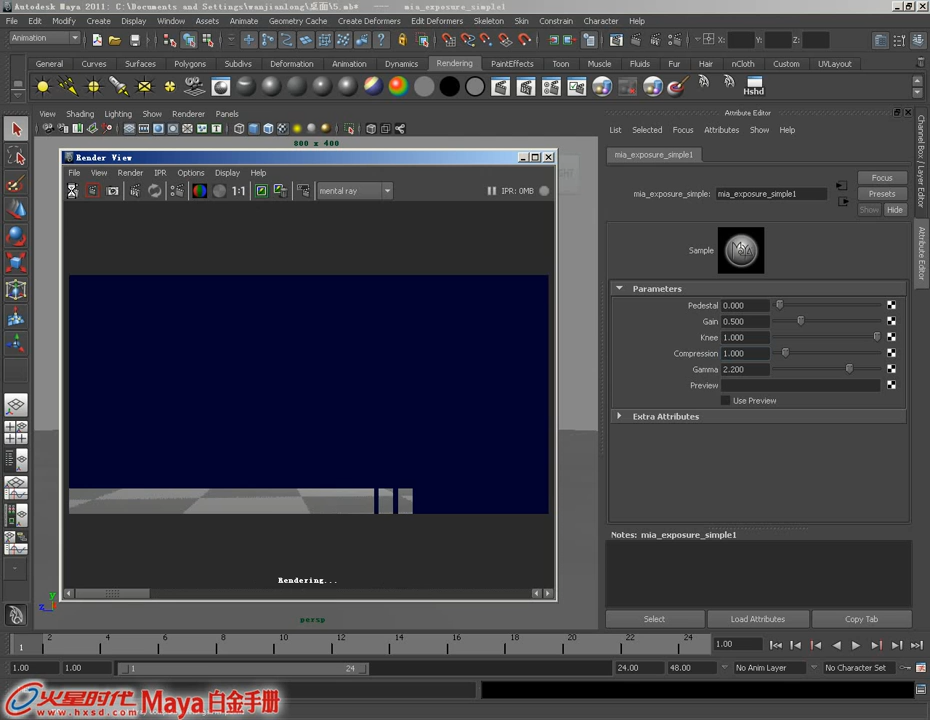 Autodesk Maya 2011: C:\Documents and Settings\wanjianlong\桌面\5.mb* --- mia_exposure_simple1
File Edit Modify Create Display Window Assets Animate Geometry Cache Create Deformers Edit Deformers Skeleton Skin Constrain Character Help
Animation X: Y: Z:
General Curves Surfaces Polygons Subdivs Deformation Animation Dynamics Rendering PaintEffects Toon Muscle Fluids Fur Hair nCloth Custom UVLayout
Hshd
View Shading Lighting Show Renderer Panels
800 x 400
Render View
File View Render IPR Options Display Help
1:1 mental ray IPR: 0MB
Rendering...
persp
y
z
Attribute Editor
List Selected Focus Attributes Show Help
mia_exposure_simple1
mia_exposure_simple: mia_exposure_simple1
Focus
Presets
Show Hide
Sample
Parameters
Pedestal 0.000
Gain 0.500
Knee 1.000
Compression 1.000
Gamma 2.200
Preview
Use Preview
Extra Attributes
Notes: mia_exposure_simple1
Select Load Attributes Copy Tab
Channel Box / Layer Editor
Attribute Editor
1 2 4 6 8 10 12 14 16 18 20 22 24 1.00
1.00 1.00 1 24 24.00 48.00 No Anim Layer No Character Set
火星时代 Maya白金手册
www.hxsd.com